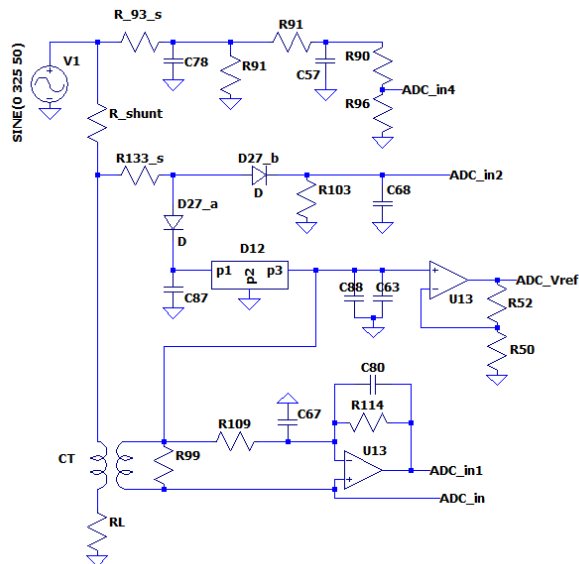 R_93_s
R91
V1
C78
R91
C57
R90
ADC_in4
R96
SINE(0 325 50)
R_shunt
R133_s
D27_b
D
R103
C68
ADC_in2
D27_a
D
D12
p1
p2
p3
C87
C88
C63
U13
ADC_Vref
R52
R50
C80
R114
C67
R109
U13
CT
R99
ADC_in1
ADC_in
RL